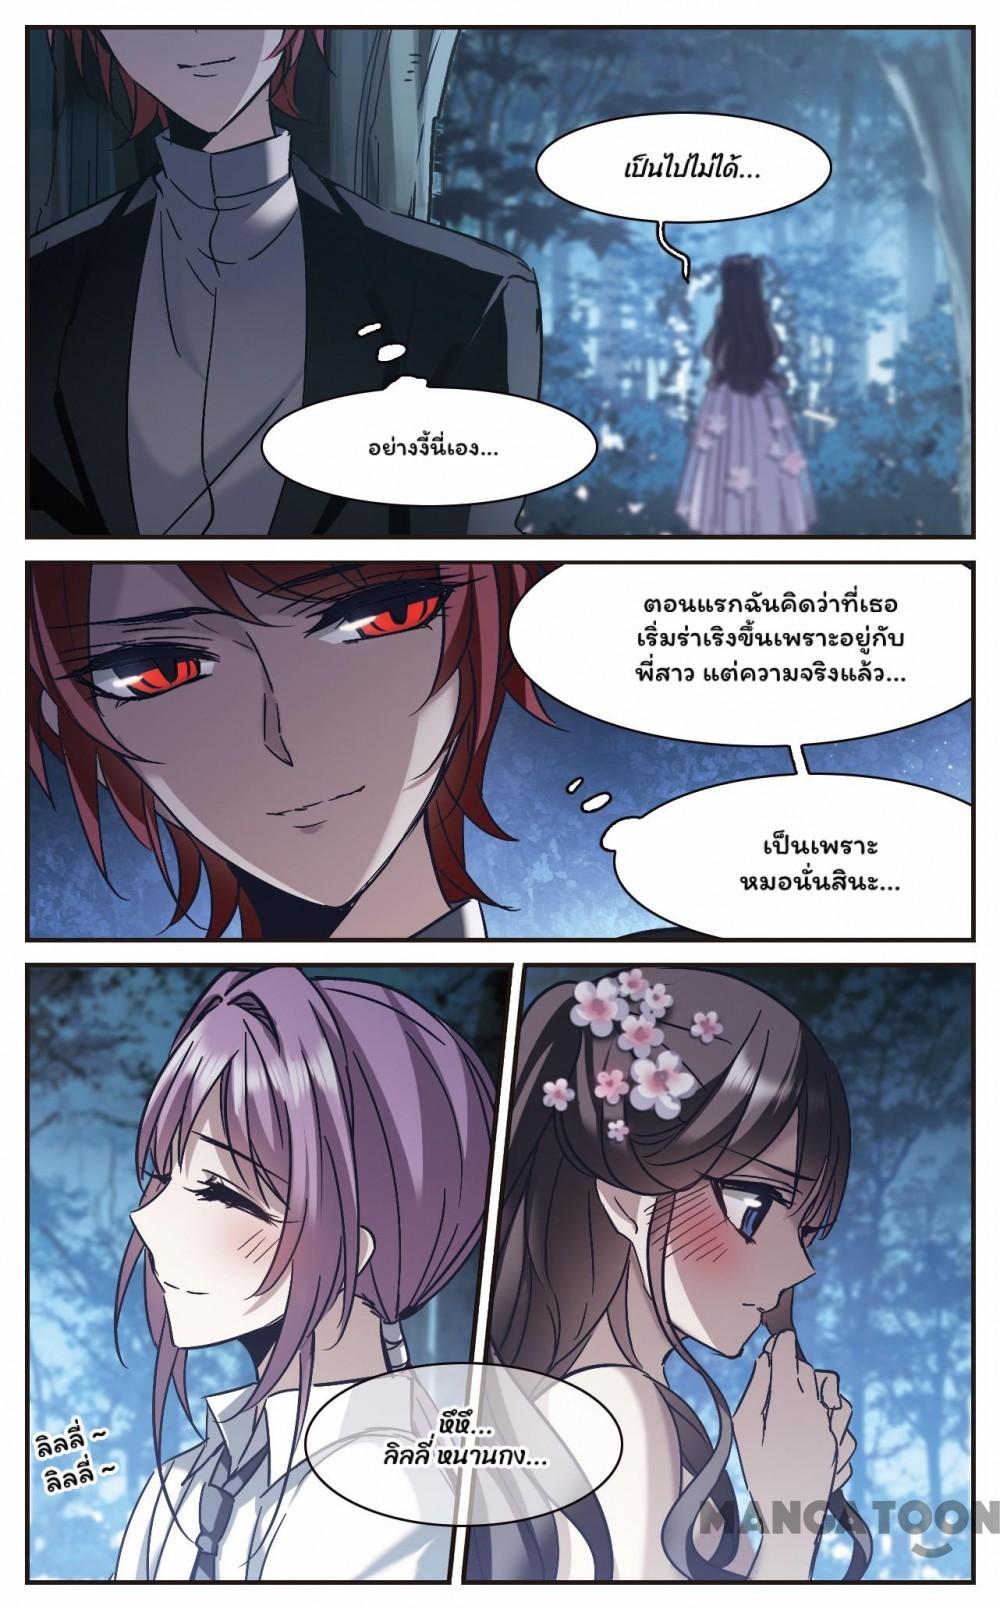 เป็นไปไม่ได้...
อย่างงี้นี่เอง...
ตอนแรกฉันคิดว่าที่เธอ
เริ่มร่าเริงขึ้นเพราะอยู่กับ
พี่สาว แต่ความจริงแล้ว...
เป็นเพราะ
หมอนั่นสินะ...
ลิลลี่ ~
ลิลลี่ ~
หึหึ...
ลิลลี่ หนานกง...
MANGATOON